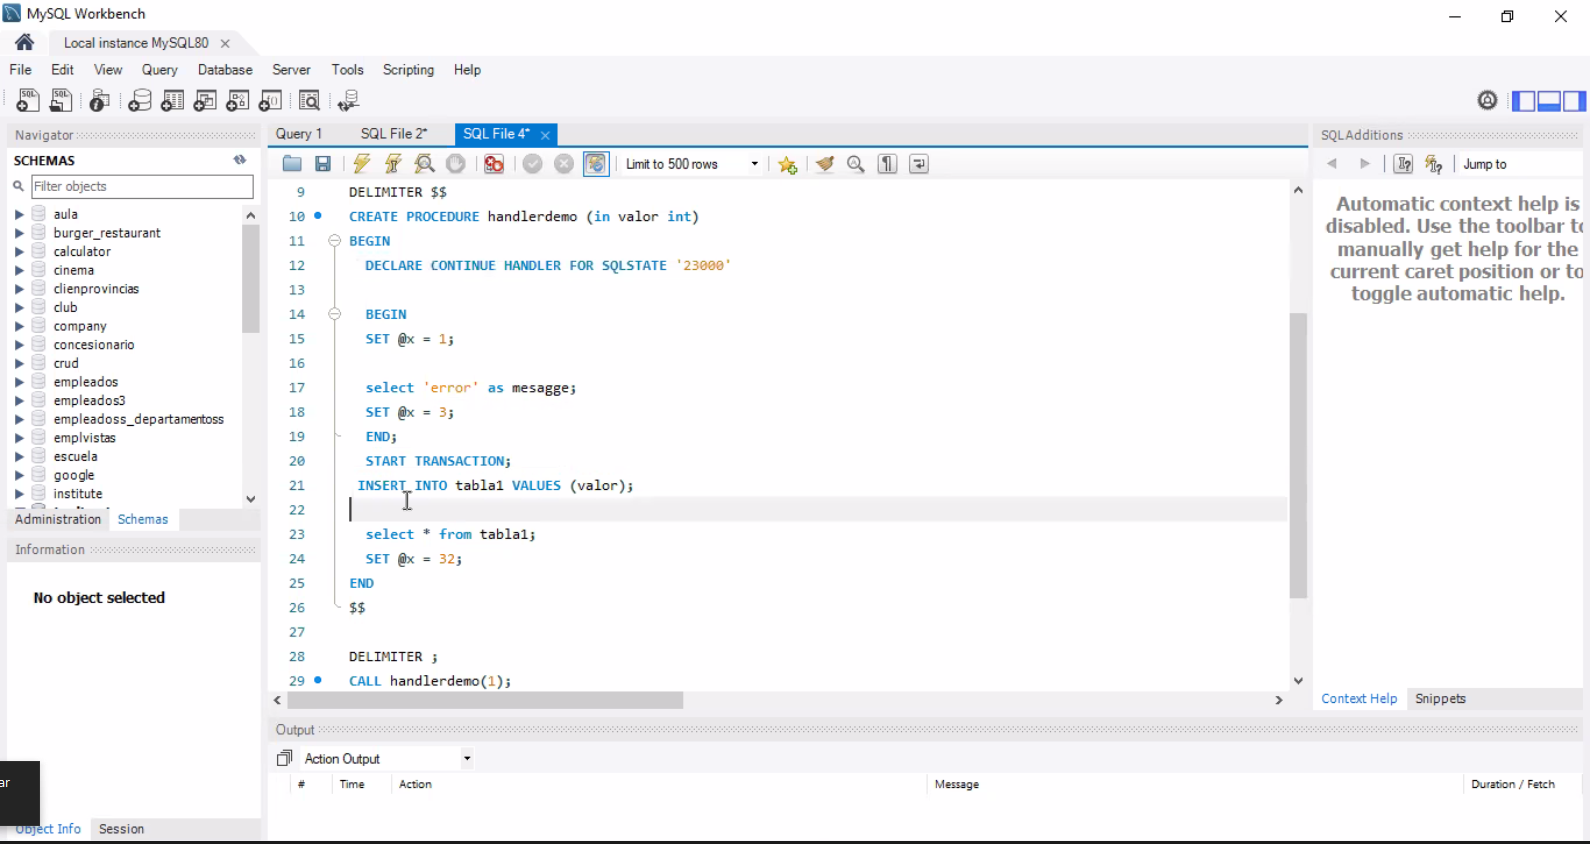 MySQL Workbench
Local instance MySQL80
File Edit View Query Database Server Tools Scripting Help
Navigator
SCHEMAS
Filter objects
aula
burger_restaurant
calculator
cinema
clienprovincias
club
company
concesionario
crud
empleados
empleados3
empleadoss_departamentoss
emplvistas
escuela
google
institute
Administration Schemas
Information
No object selected
ar
Object Info Session
Query 1 SQL File 2* SQL File 4*
Limit to 500 rows
9 DELIMITER $$
10 CREATE PROCEDURE handlerdemo (in valor int)
11 BEGIN
12 DECLARE CONTINUE HANDLER FOR SQLSTATE '23000'
13
14 BEGIN
15 SET @x = 1;
16
17 select 'error' as mesagge;
18 SET @x = 3;
19 END;
20 START TRANSACTION;
21 INSERT INTO tabla1 VALUES (valor);
22
23 select * from tabla1;
24 SET @x = 32;
25 END
26 $$
27
28 DELIMITER ;
29 CALL handlerdemo(1);
SQLAdditions
Jump to
Automatic context help is
disabled. Use the toolbar to
manually get help for the
current caret position or to
toggle automatic help.
Context Help Snippets
Output
Action Output
# Time Action Message Duration / Fetch